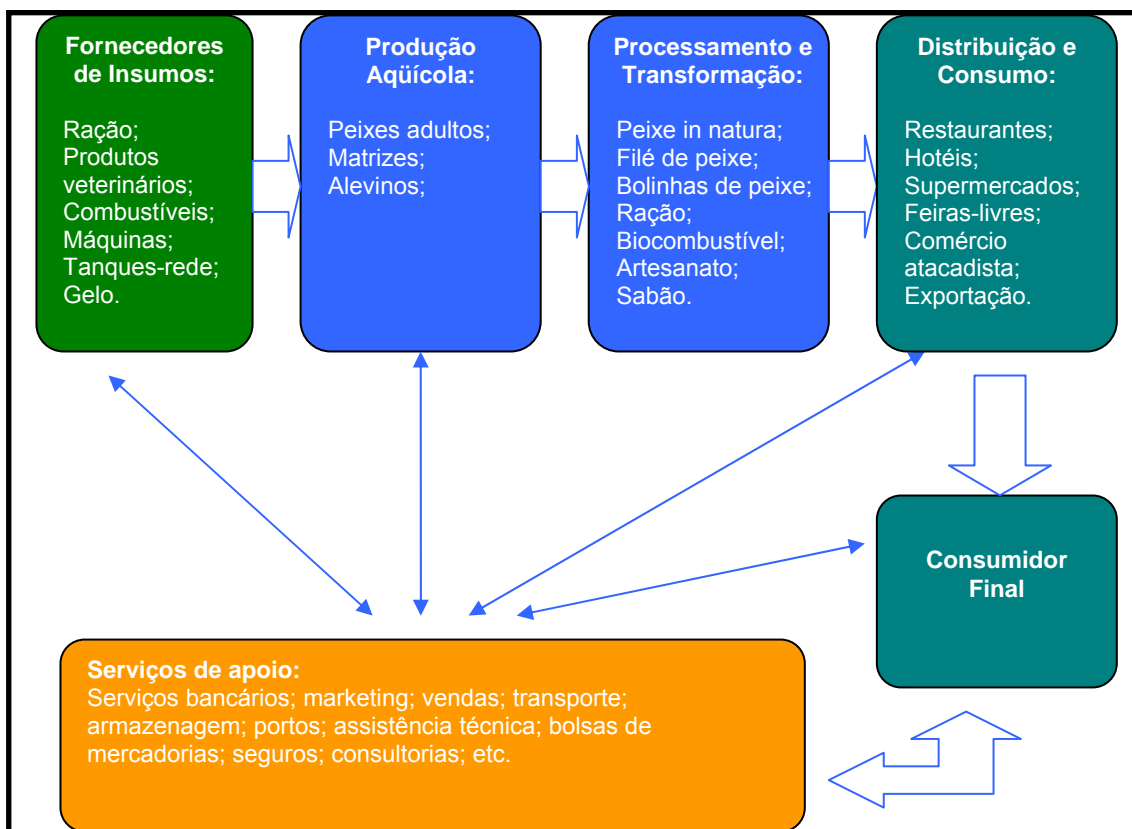 Fornecedores
de Insumos:
Ração;
Produtos
veterinários;
Combustíveis;
Máquinas;
Tanques-rede;
Gelo.
Produção
Aqüícola:
Peixes adultos;
Matrizes;
Alevinos;
Processamento e
Transformação:
Peixe in natura;
Filé de peixe;
Bolinhas de peixe;
Ração;
Biocombustível;
Artesanato;
Sabão.
Distribuição e
Consumo:
Restaurantes;
Hotéis;
Supermercados;
Feiras-livres;
Comércio
atacadista;
Exportação.
Consumidor
Final
Serviços de apoio:
Serviços bancários; marketing; vendas; transporte;
armazenagem; portos; assistência técnica; bolsas de
mercadorias; seguros; consultorias; etc.